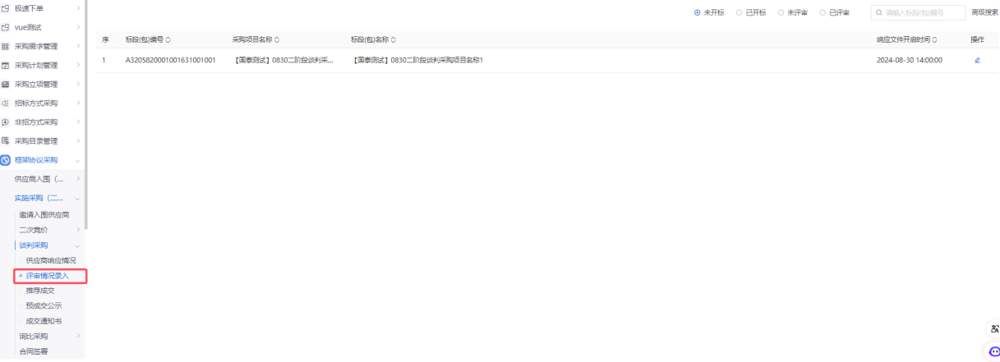 极速下单
未开标 已开标 未评审 已评审 请输入标段(包)编号 高级搜索
vue测试
采购需求管理
序 标段(包)编号 采购项目名称 标段(包)名称 响应文件开启时间 操作
采购计划管理
1 A3205820001001631001001 【国泰测试】0830二阶段谈判采... 【国泰测试】0830二阶段谈判采购项目名称1 2024-08-30 14:00:00
采购立项管理
招标方式采购
非招方式采购
采购目录管理
框架协议采购
供应商入围（...
实施采购（二...
邀请入围供应商
二次竞价
谈判采购
供应商响应情况
评审情况录入
推荐成交
预成交公示
成交通知书
询比采购
合同签署